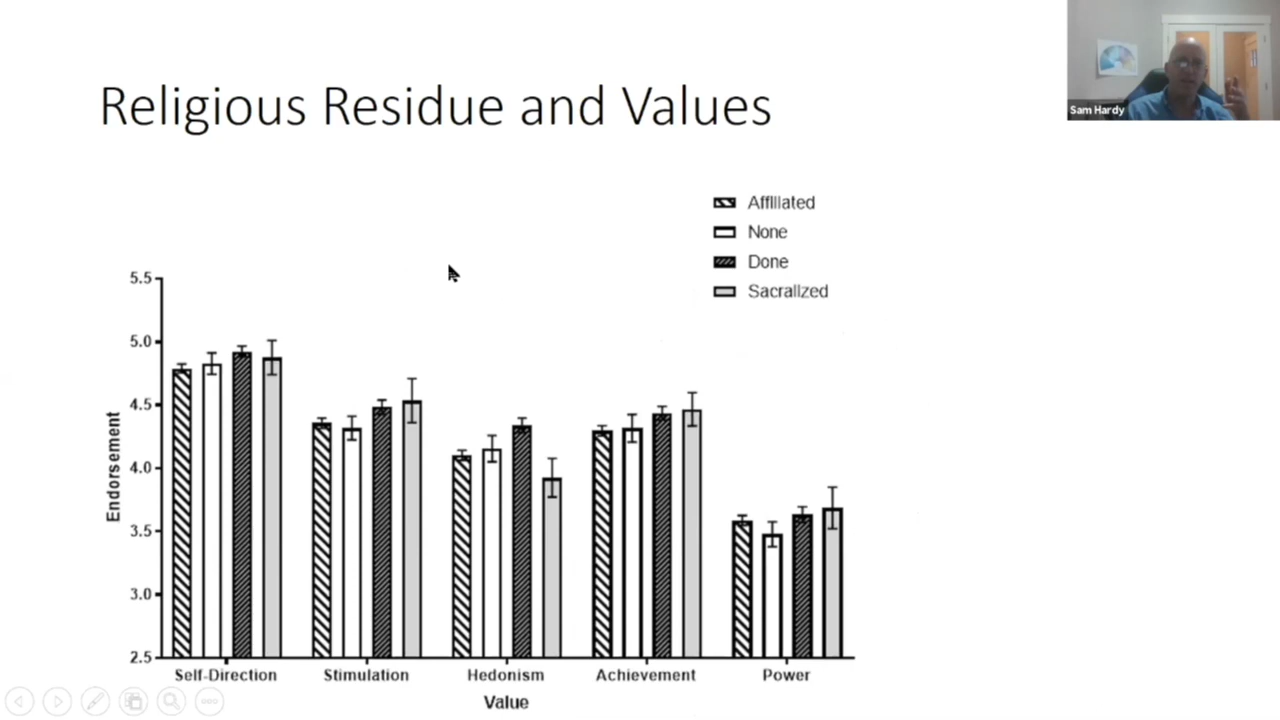 Religious Residue and Values
Sam Hardy
Affiliated
None
Done
Sacralized
5.5
5.0
4.5
4.0
3.5
3.0
2.5
Endorsement
Self-Direction Stimulation Hedonism Achievement Power
Value